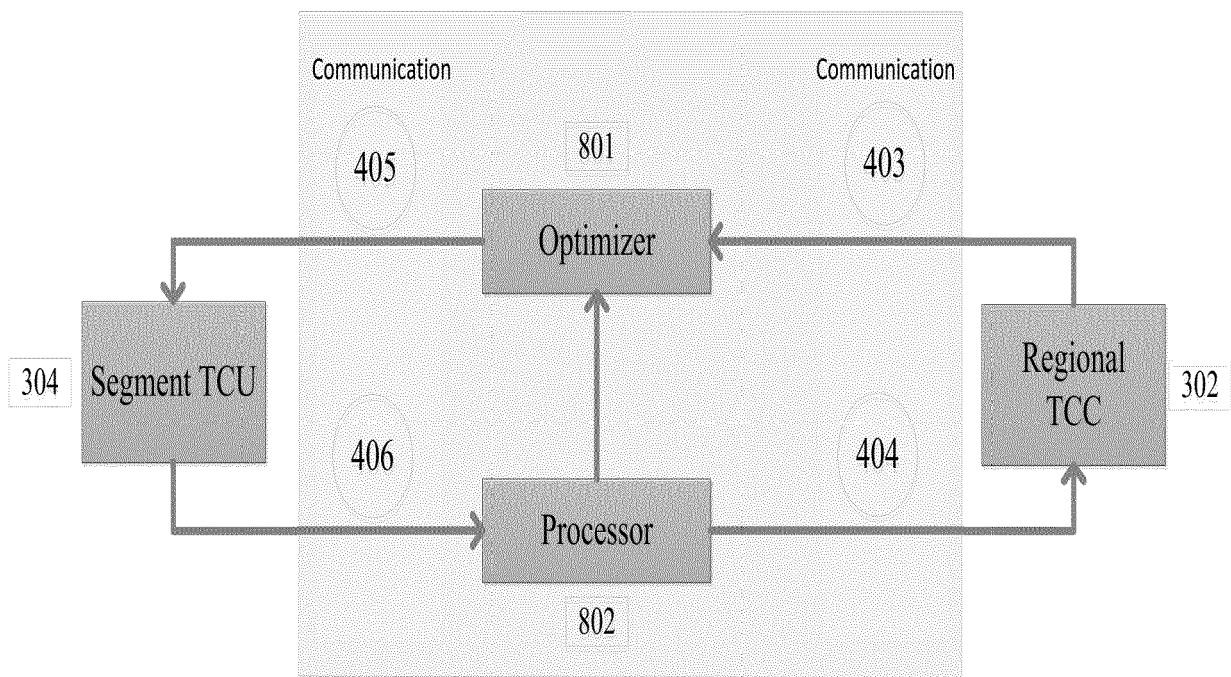 Communication
Communication
405
801
403
Optimizer
304
Segment TCU
Regional
TCC
302
406
404
Processor
802